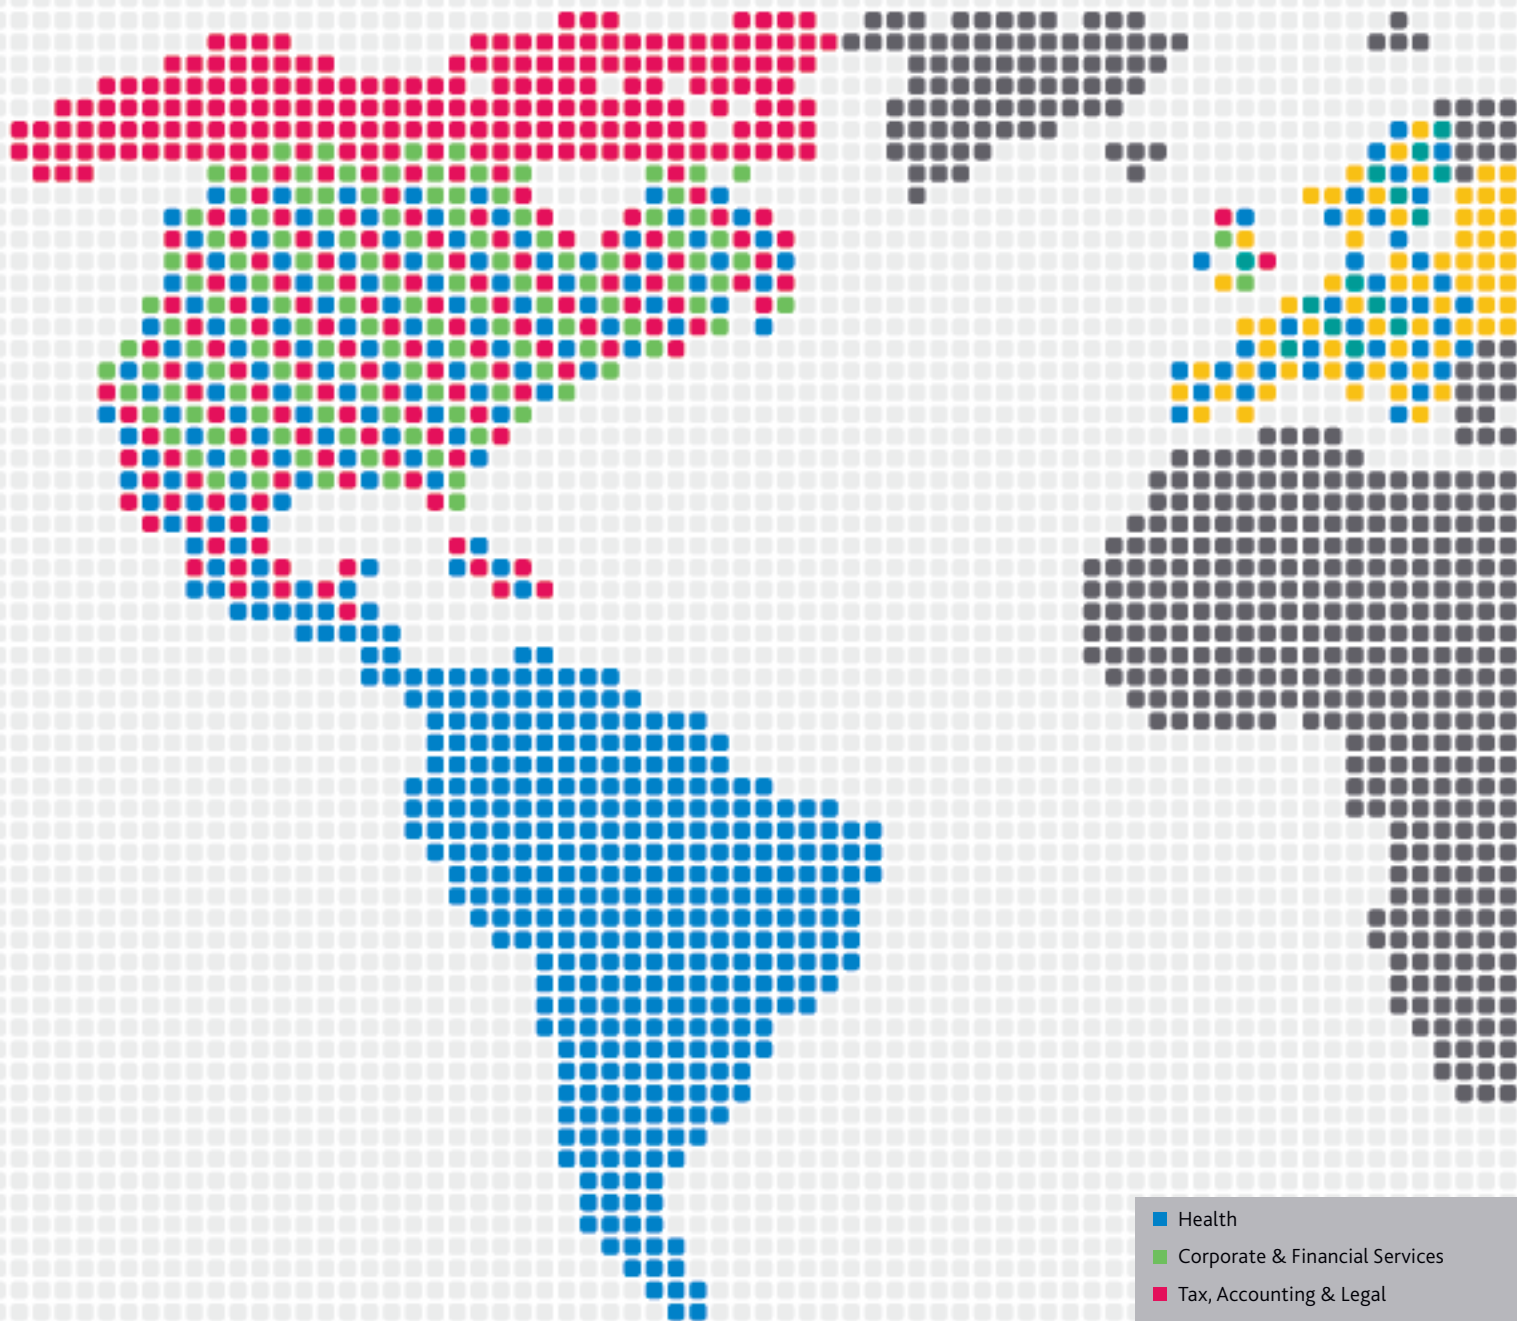 Health
Corporate & Financial Services
Tax, Accounting & Legal